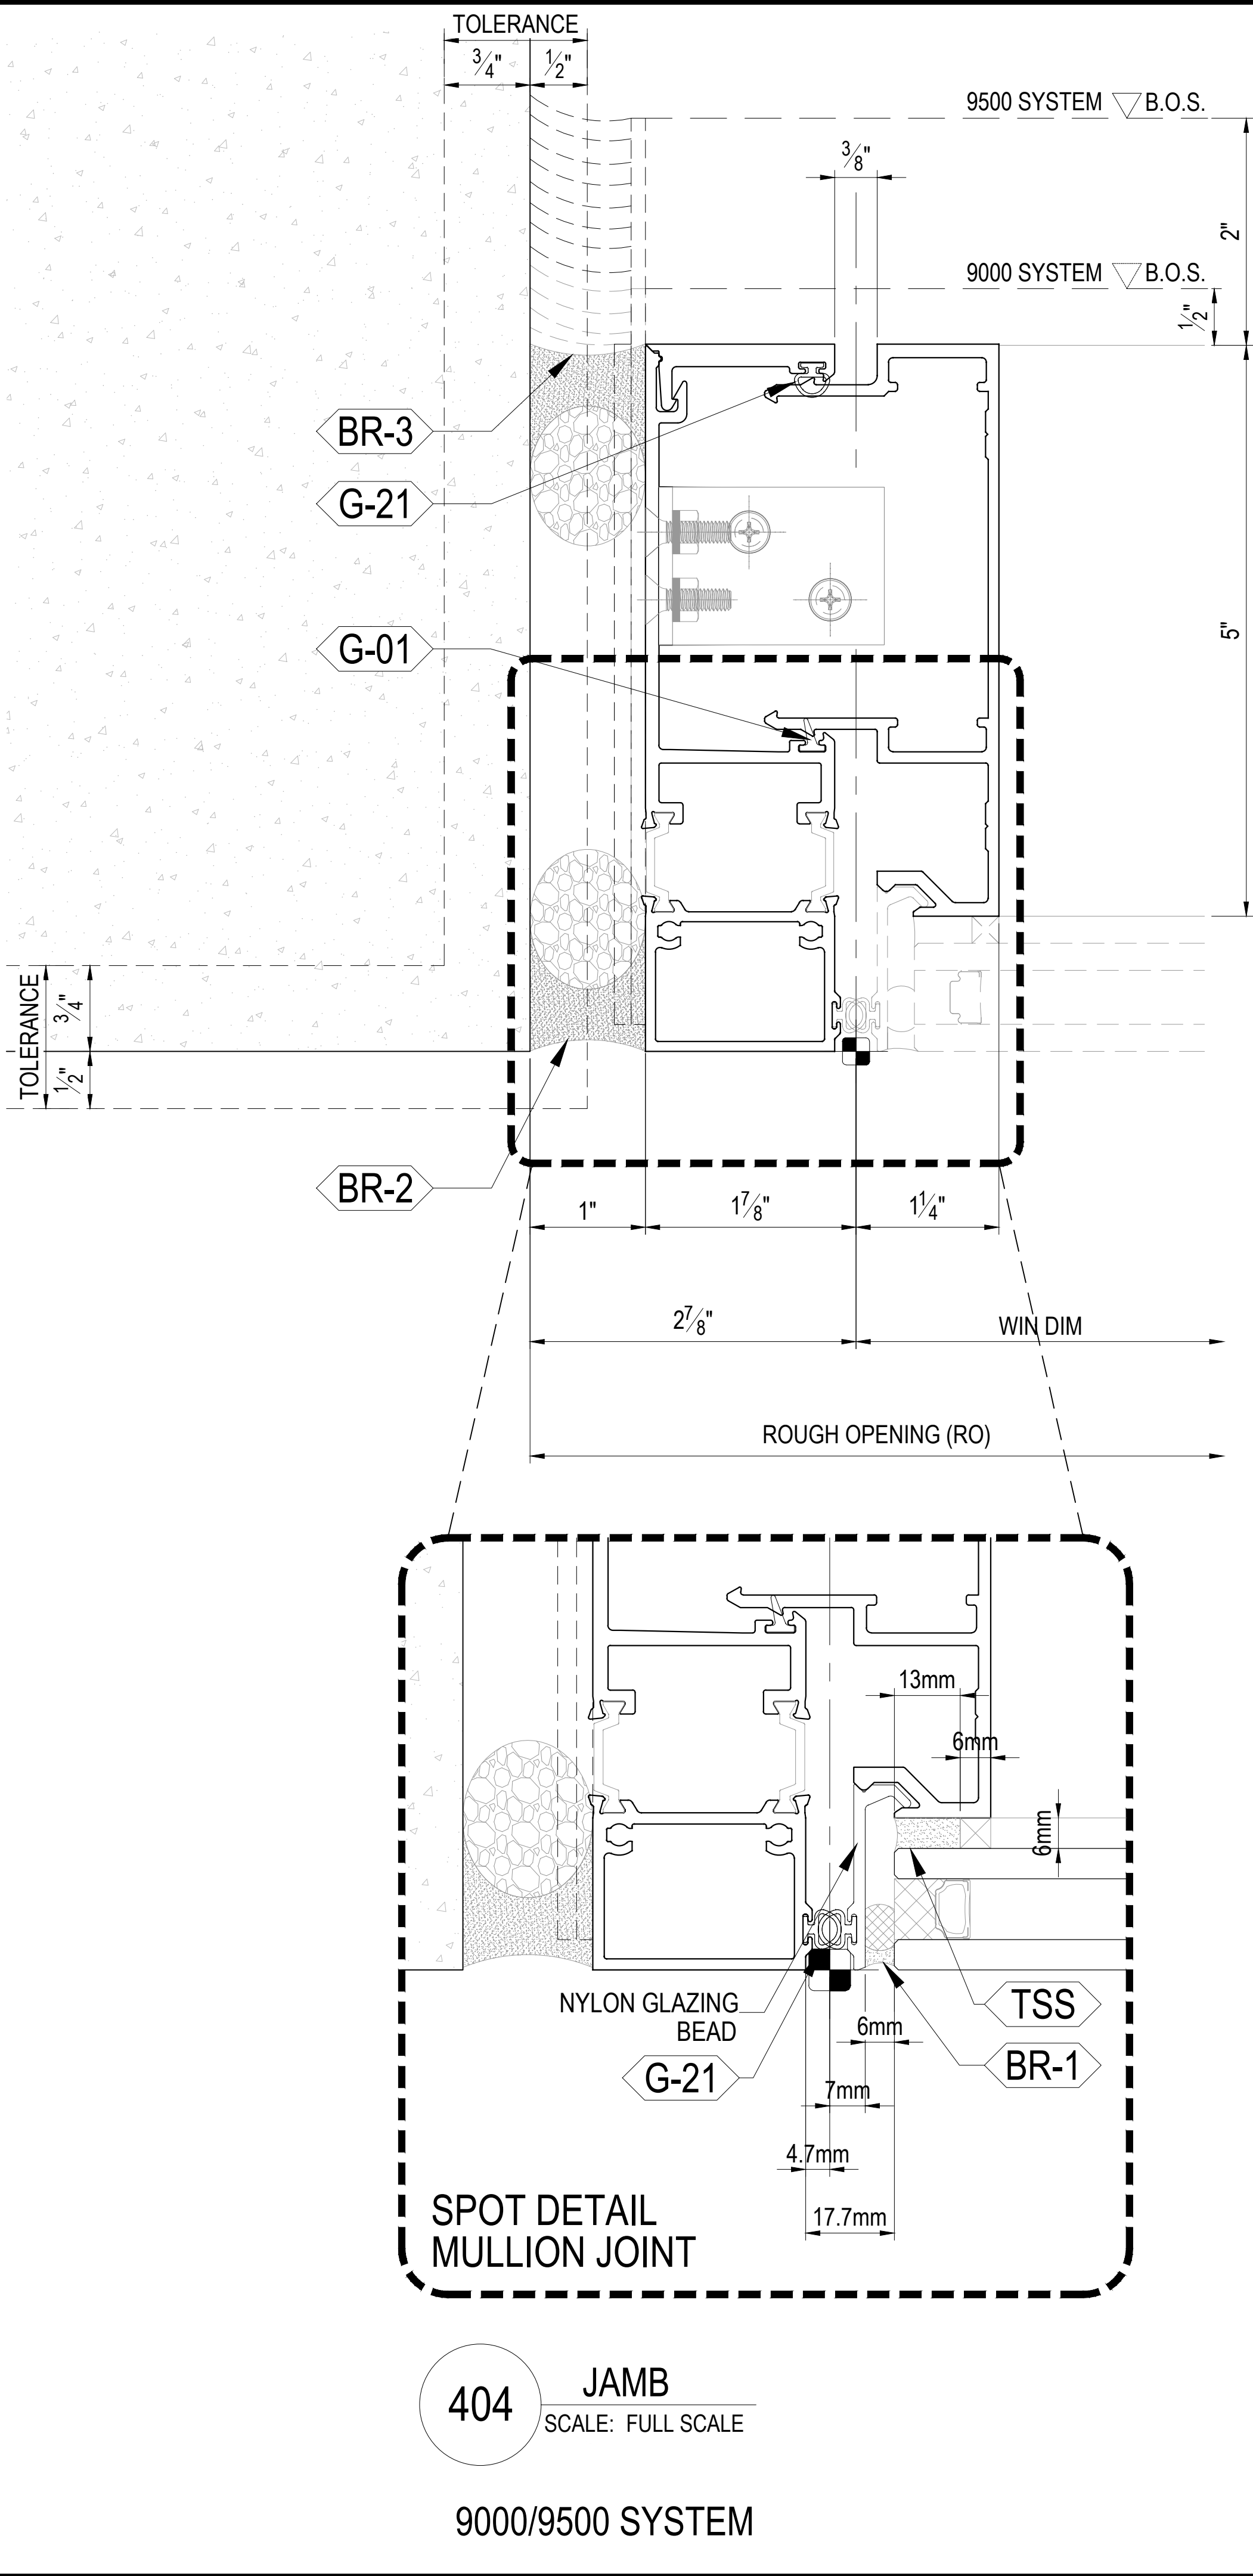 TOLERANCE
3/4"
1/2"
9500 SYSTEM B.O.S.
3/8"
2"
9000 SYSTEM B.O.S.
1/2"
BR-3
G-21
5"
G-01
TOLERANCE
3/4"
1/2"
BR-2
1"
1 7/8"
1 1/4"
2 7/8"
WIN DIM
ROUGH OPENING (RO)
13mm
6mm
6mm
NYLON GLAZING
BEAD
TSS
6mm
BR-1
G-21
7mm
4.7mm
17.7mm
SPOT DETAIL
MULLION JOINT
404
JAMB
SCALE: FULL SCALE
9000/9500 SYSTEM